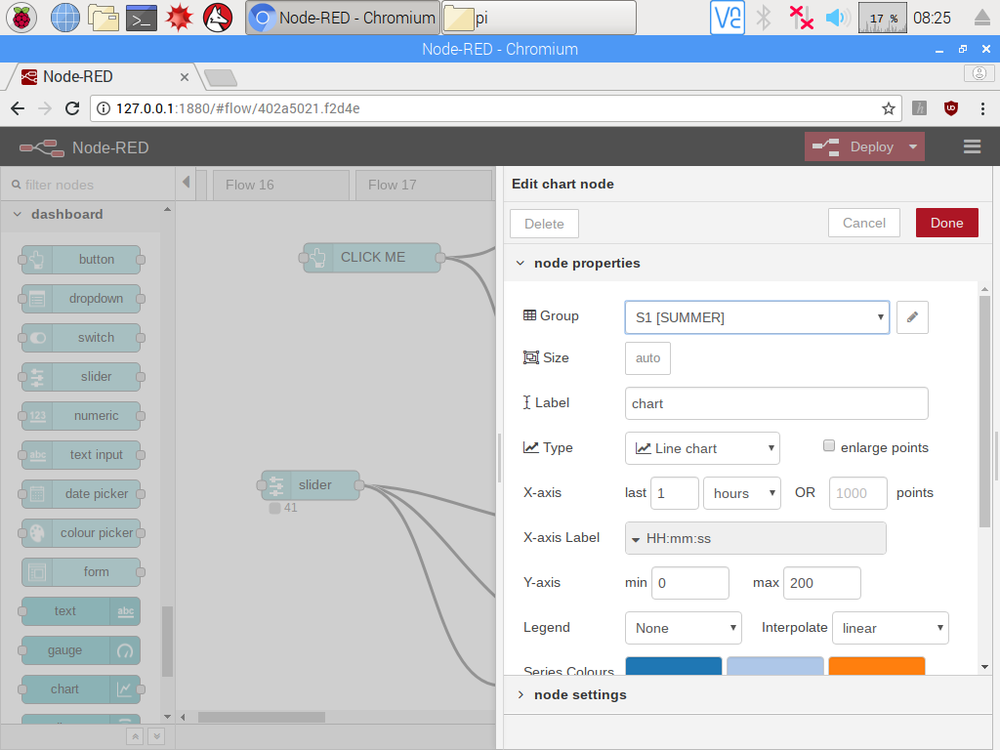 Node-RED - Chromium
pi
17 %
08:25
Node-RED - Chromium
Node-RED
127.0.0.1:1880/#flow/402a5021.f2d4e
Node-RED
Deploy
filter nodes
dashboard
button
dropdown
switch
slider
123 numeric
abc text input
date picker
colour picker
form
text abc
gauge
chart
Flow 16
Flow 17
CLICK ME
slider
41
Edit chart node
Delete
Cancel
Done
node properties
Group
S1 [SUMMER]
Size
auto
Label
chart
Type
Line chart
enlarge points
X-axis
last 1 hours OR 1000 points
X-axis Label
HH:mm:ss
Y-axis
min 0 max 200
Legend
None
Interpolate linear
Series Colours
node settings